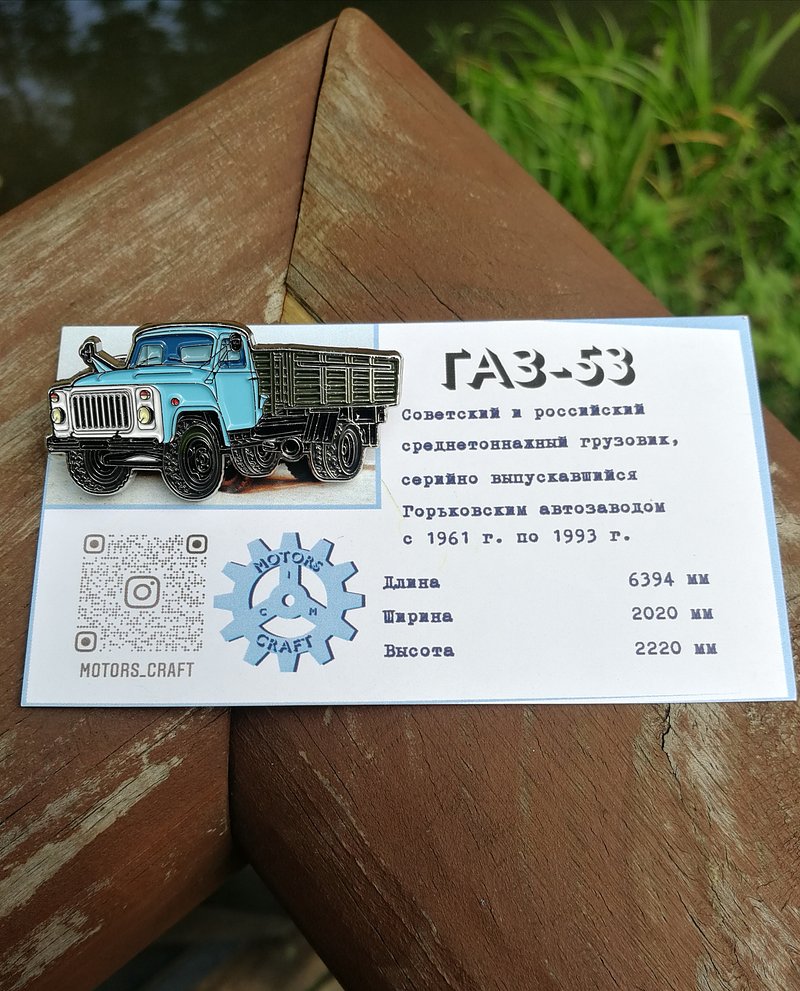 ГАЗ-53
Советский и российский
среднетоннажный грузовик,
серийно выпускавшийся
Горьковским автозаводом
с 1961 г. по 1993 г.
Длина 6394 мм
Ширина 2020 мм
Высота 2220 мм
MOTORS
I
C M
CRAFT
MOTORS_CRAFT